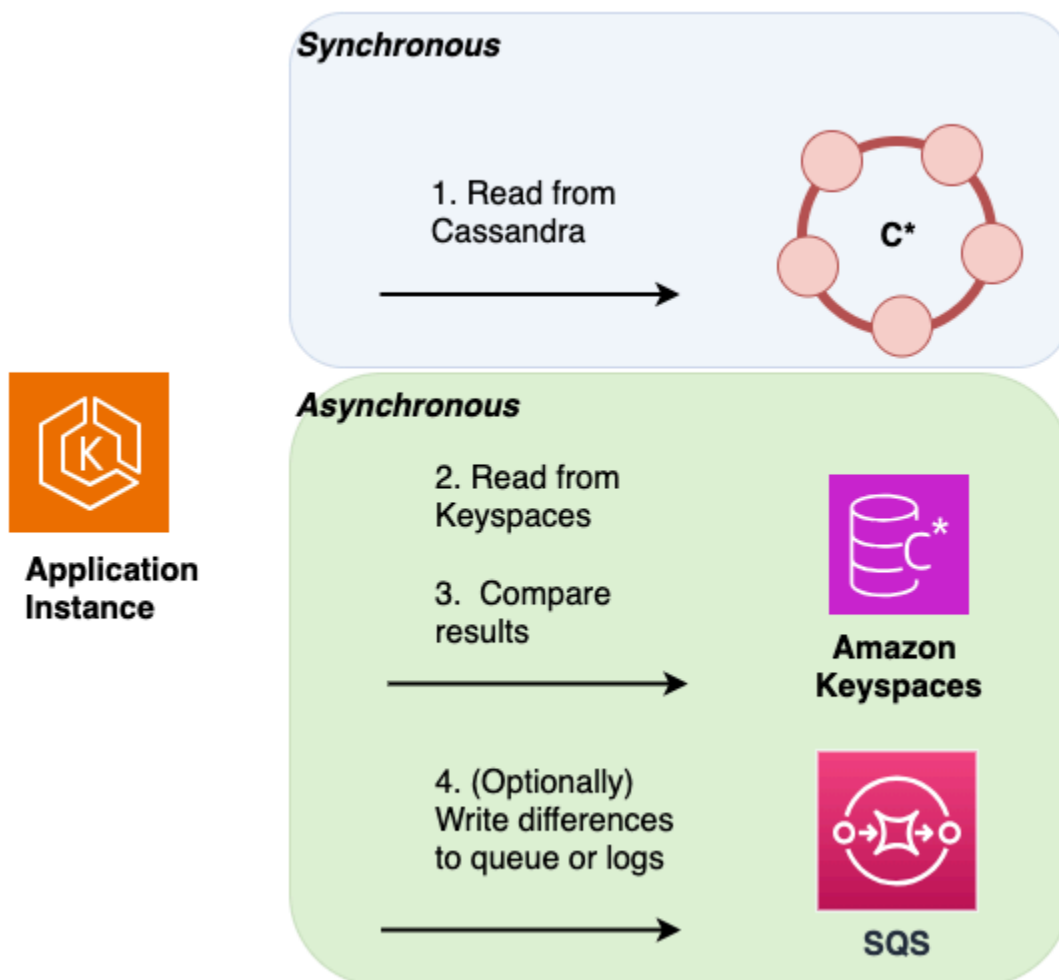 Synchronous
1. Read from
Cassandra
C*
Asynchronous
K
Application
Instance
2. Read from
Keyspaces
3. Compare
results
C*
Amazon
Keyspaces
4. (Optionally)
Write differences
to queue or logs
SQS